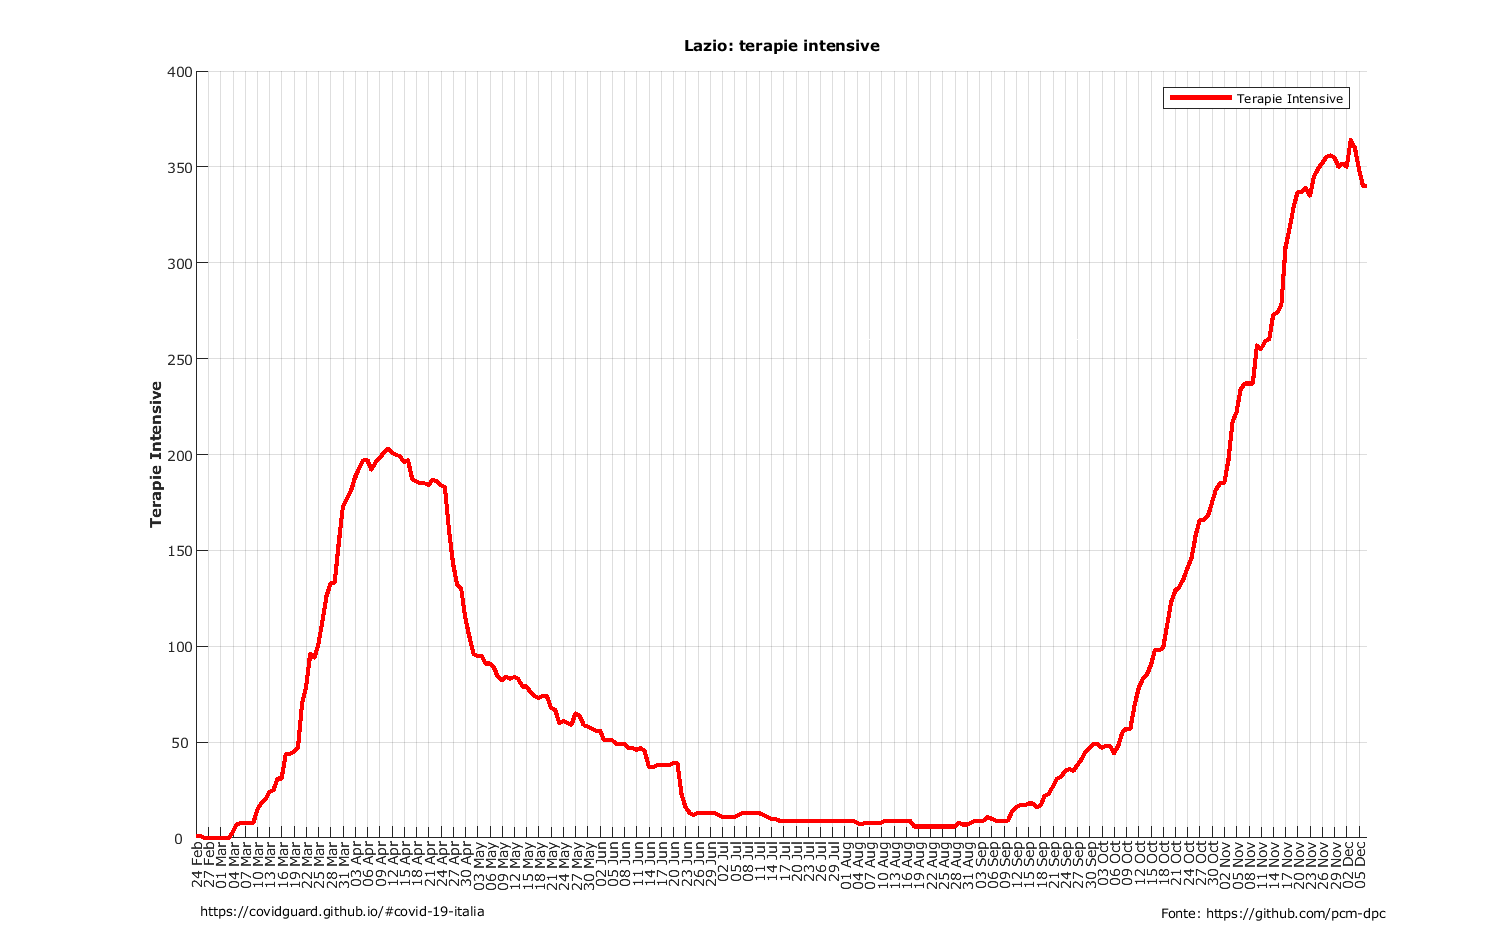 Lazio: terapie intensive
Terapie Intensive
400
350
300
250
200
150
100
50
0
Terapie Intensive
24 Feb
27 Feb
01 Mar
04 Mar
07 Mar
10 Mar
13 Mar
16 Mar
19 Mar
22 Mar
25 Mar
28 Mar
31 Mar
03 Apr
06 Apr
09 Apr
12 Apr
15 Apr
18 Apr
21 Apr
24 Apr
27 Apr
30 Apr
03 May
06 May
09 May
12 May
15 May
18 May
21 May
24 May
27 May
30 May
02 Jun
05 Jun
08 Jun
11 Jun
14 Jun
17 Jun
20 Jun
23 Jun
26 Jun
29 Jun
02 Jul
05 Jul
08 Jul
11 Jul
14 Jul
17 Jul
20 Jul
23 Jul
26 Jul
29 Jul
01 Aug
04 Aug
07 Aug
10 Aug
13 Aug
16 Aug
19 Aug
22 Aug
25 Aug
28 Aug
31 Aug
03 Sep
06 Sep
09 Sep
12 Sep
15 Sep
18 Sep
21 Sep
24 Sep
27 Sep
30 Sep
03 Oct
06 Oct
09 Oct
12 Oct
15 Oct
18 Oct
21 Oct
24 Oct
27 Oct
30 Oct
02 Nov
05 Nov
08 Nov
11 Nov
14 Nov
17 Nov
20 Nov
23 Nov
26 Nov
29 Nov
02 Dec
05 Dec
https://covidguard.github.io/#covid-19-italia
Fonte: https://github.com/pcm-dpc